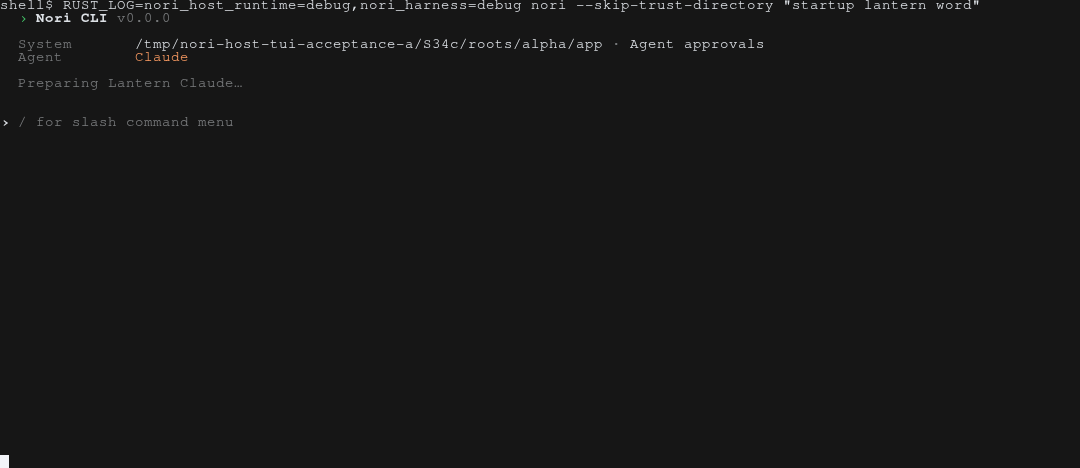 shell$ RUST_LOG=nori_host_runtime=debug,nori_harness=debug nori --skip-trust-directory "startup lantern word"
› Nori CLI v0.0.0
System /tmp/nori-host-tui-acceptance-a/S34c/roots/alpha/app · Agent approvals
Agent Claude
Preparing Lantern Claude…
› / for slash command menu